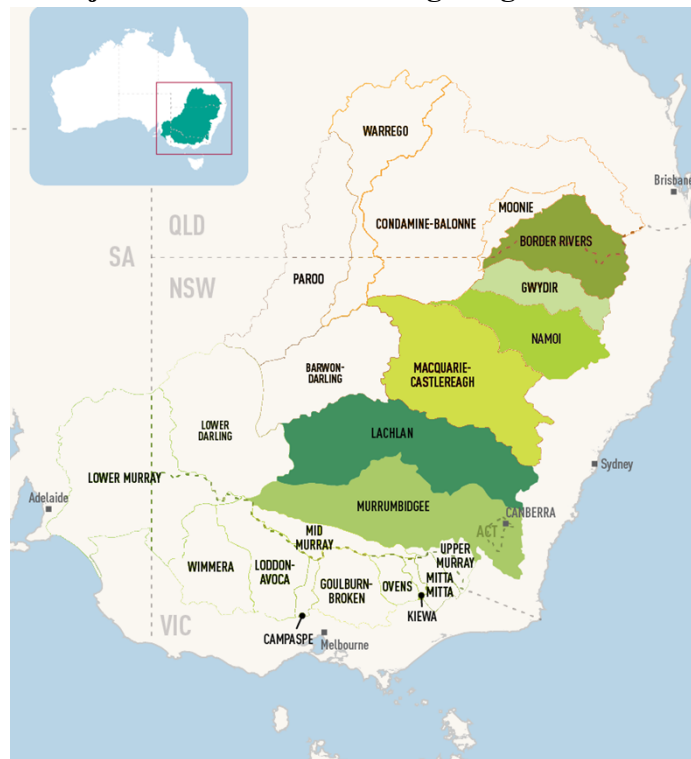 WARREGO
Brisbane
MOONIE
CONDAMINE-BALONNE
QLD
BORDER RIVERS
SA
PAROO
NSW
GWYDIR
NAMOI
BARWON-
DARLING
MACQUARIE-
CASTLEREAGH
LOWER
DARLING
LACHLAN
Sydney
LOWER MURRAY
Adelaide
MURRUMBIDGEE
CANBERRA
ACT
MID
MURRAY
UPPER
MURRAY
WIMMERA
LODDON-
AVOCA
GOULBURN-
BROKEN
OVENS
MITTA
MITTA
KIEWA
VIC
CAMPASPE
Melbourne